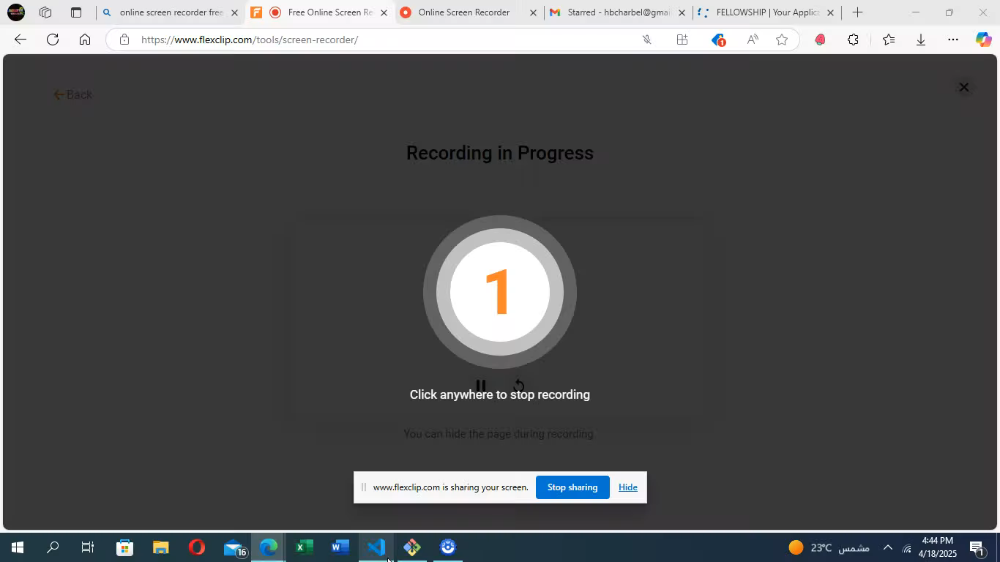 online screen recorder free
Free Online Screen Re
Online Screen Recorder
Starred - hbcharbel@gmai
FELLOWSHIP | Your Applica
https://www.flexclip.com/tools/screen-recorder/
1
Back
Recording in Progress
1
Click anywhere to stop recording
You can hide the page during recording
www.flexclip.com is sharing your screen.
Stop sharing
Hide
16
23°C
مشمس
4:44 PM
4/18/2025
1